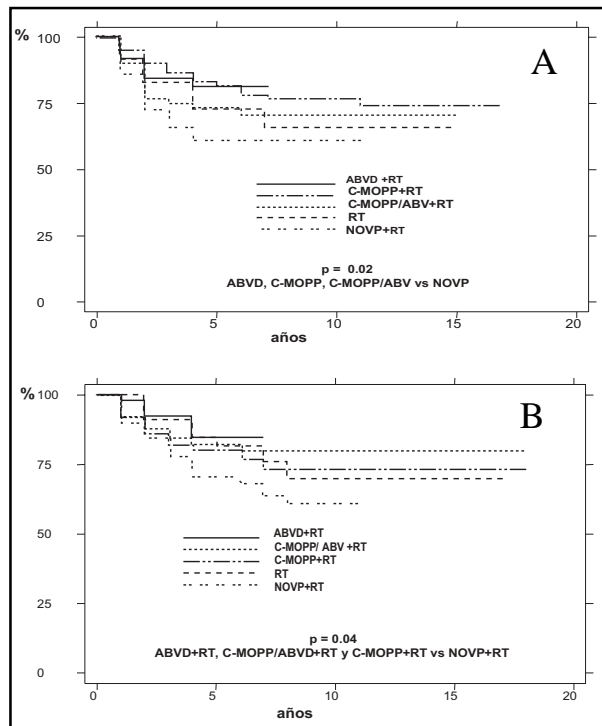 %
100
75
50
25
0
A
ABVD +RT
C-MOPP+RT
C-MOPP/ABV+RT
RT
NOVP+RT
p = 0.02
ABVD, C-MOPP, C-MOPP/ABV vs NOVP
0 5 10 15 20
años
%
100
75
50
25
0
B
ABVD+RT
C-MOPP/ ABV +RT
C-MOPP+RT
RT
NOVP+RT
p = 0.04
ABVD+RT, C-MOPP/ABVD+RT y C-MOPP+RT vs NOVP+RT
0 5 10 15 20
años